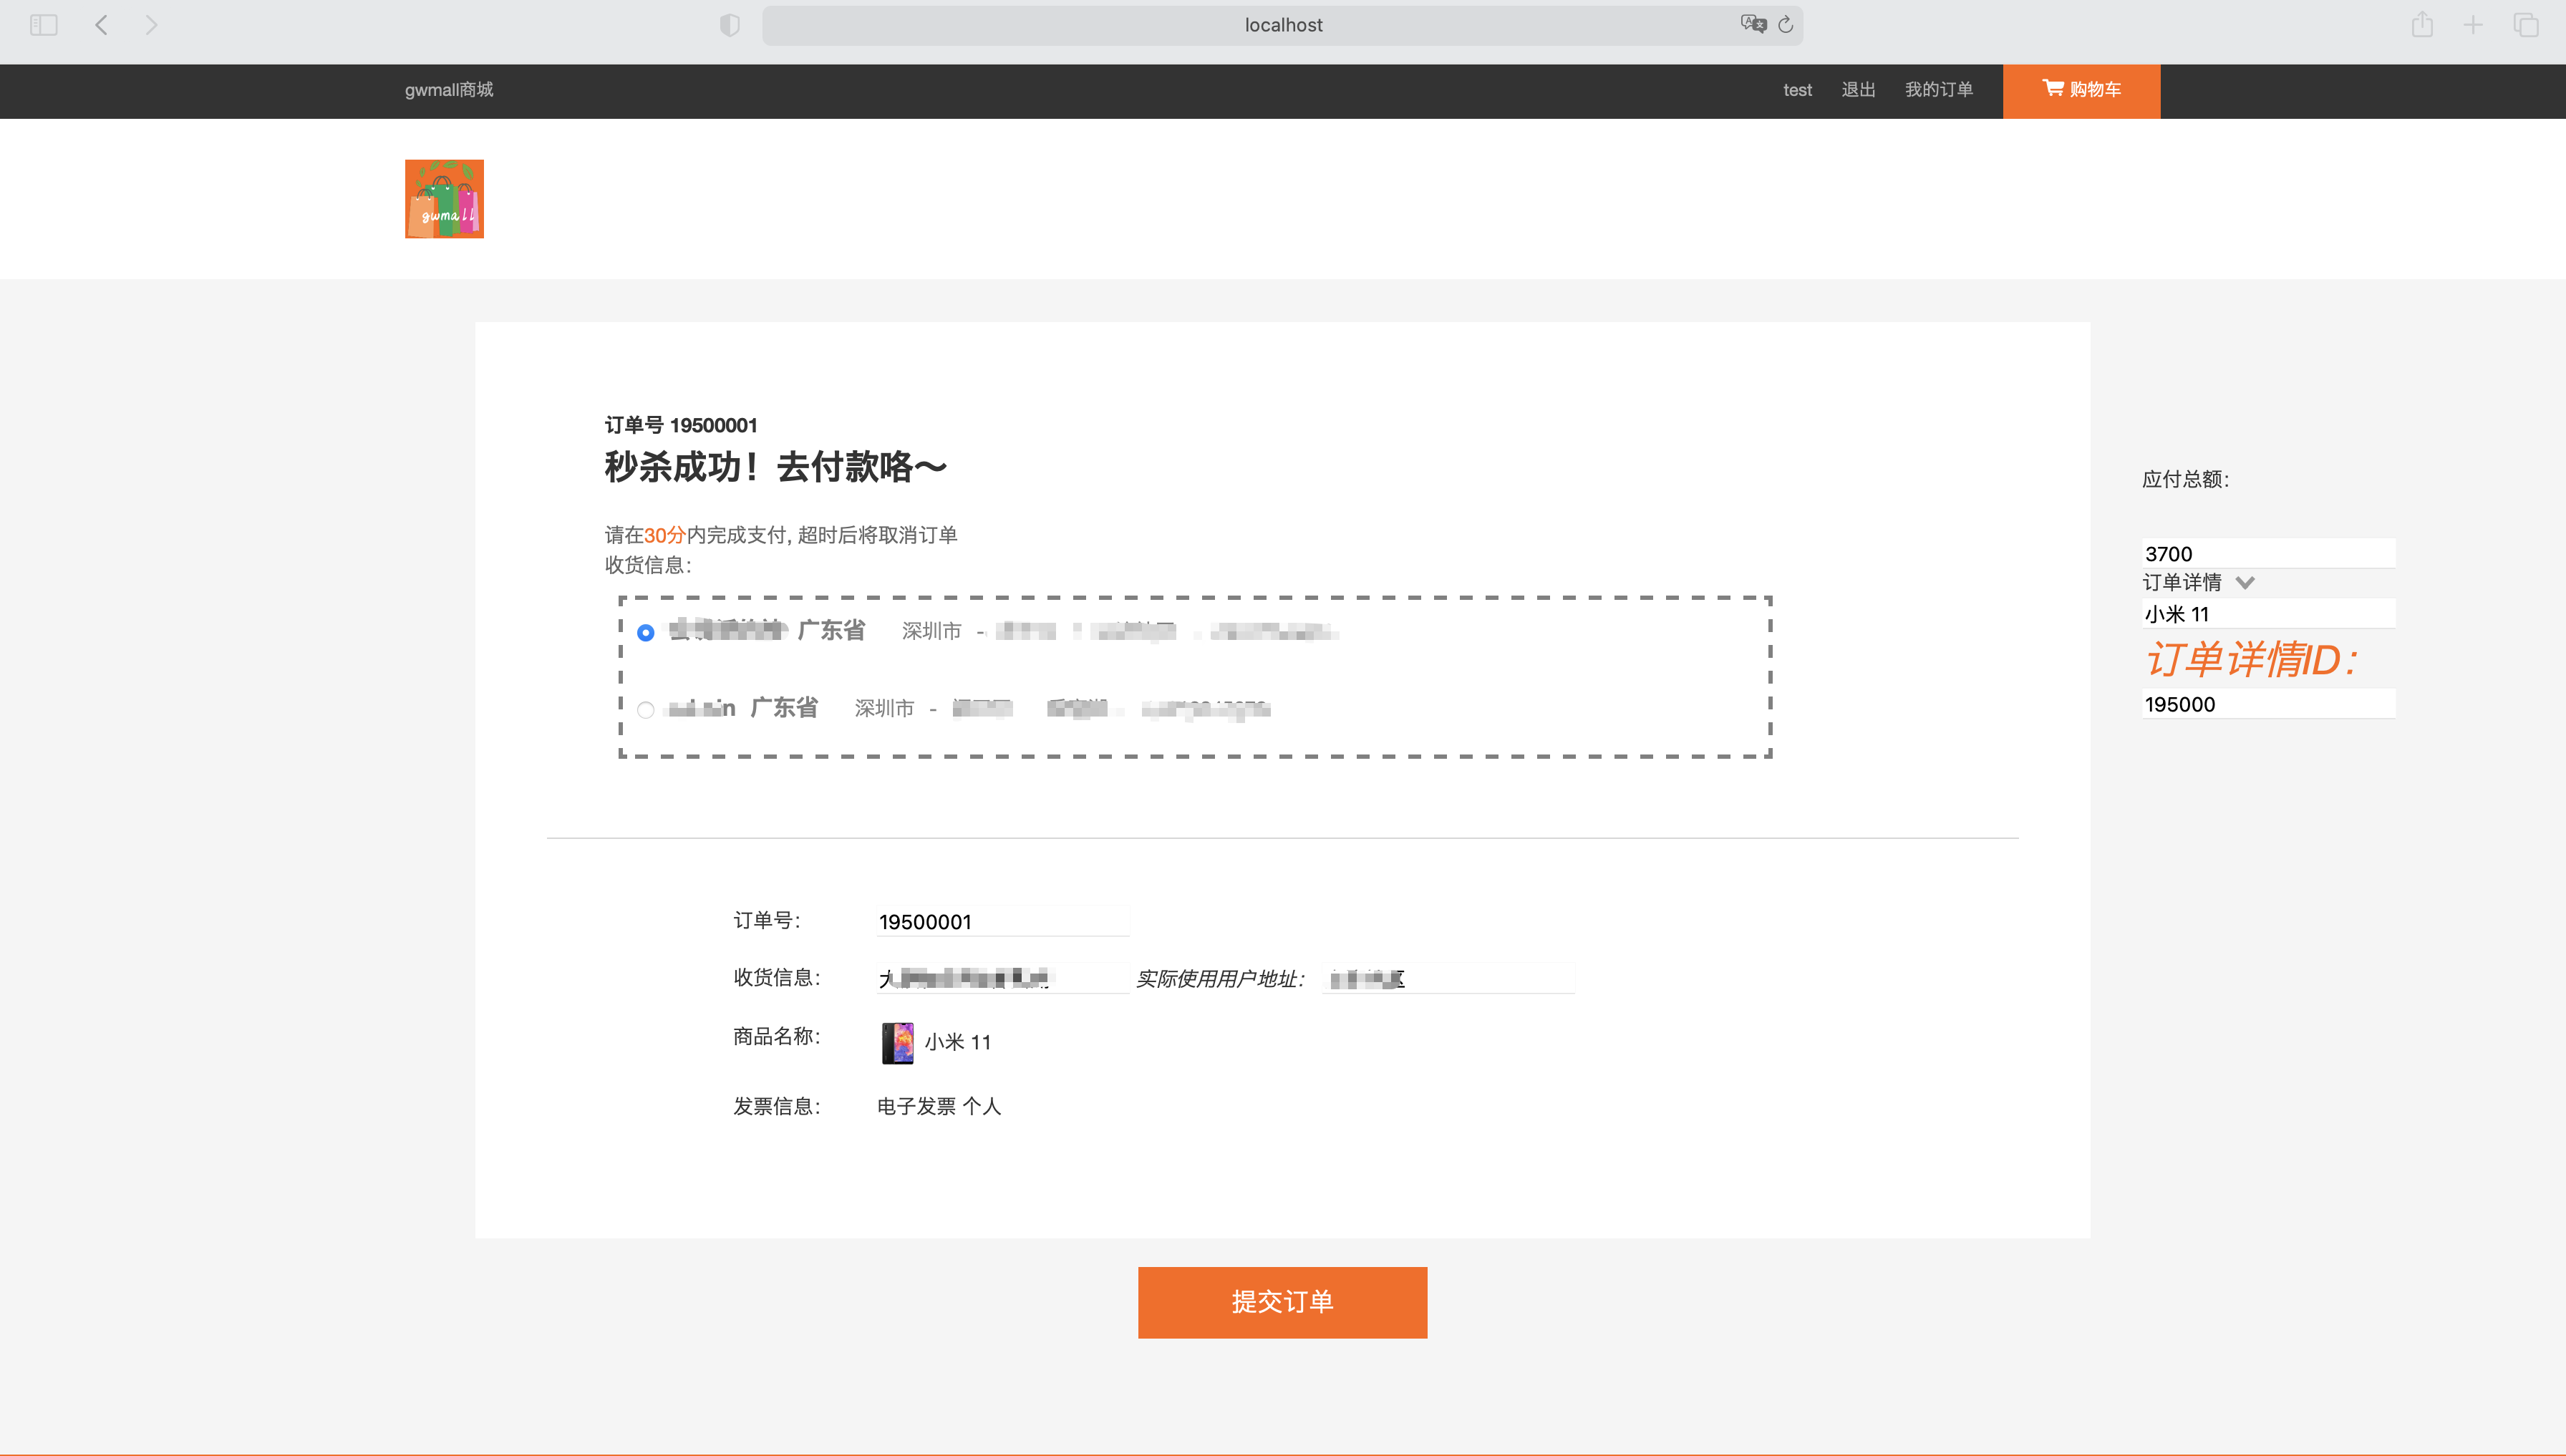 localhost
gwmall商城
test 退出 我的订单 购物车
gwmall
订单号 19500001
秒杀成功！去付款咯～
请在30分内完成支付, 超时后将取消订单
收货信息：
广东省 深圳市 -
广东省 深圳市 -
应付总额：
3700
订单详情
小米 11
订单详情ID：
195000
订单号： 19500001
收货信息： 实际使用用户地址：
商品名称： 小米 11
发票信息： 电子发票 个人
提交订单